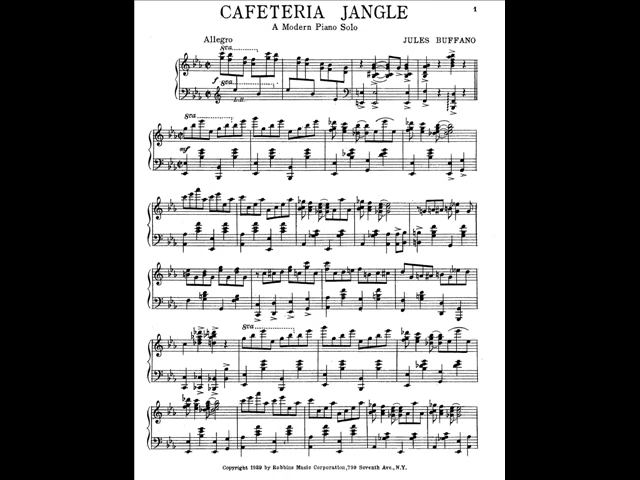 CAFETERIA JANGLE
1
A Modern Piano Solo
Allegro
JULES BUFFANO
8va
f
8va
L.H.
8va
mf
8va
Copyright 1929 by Robbins Music Corporation, 799 Seventh Ave., N.Y.